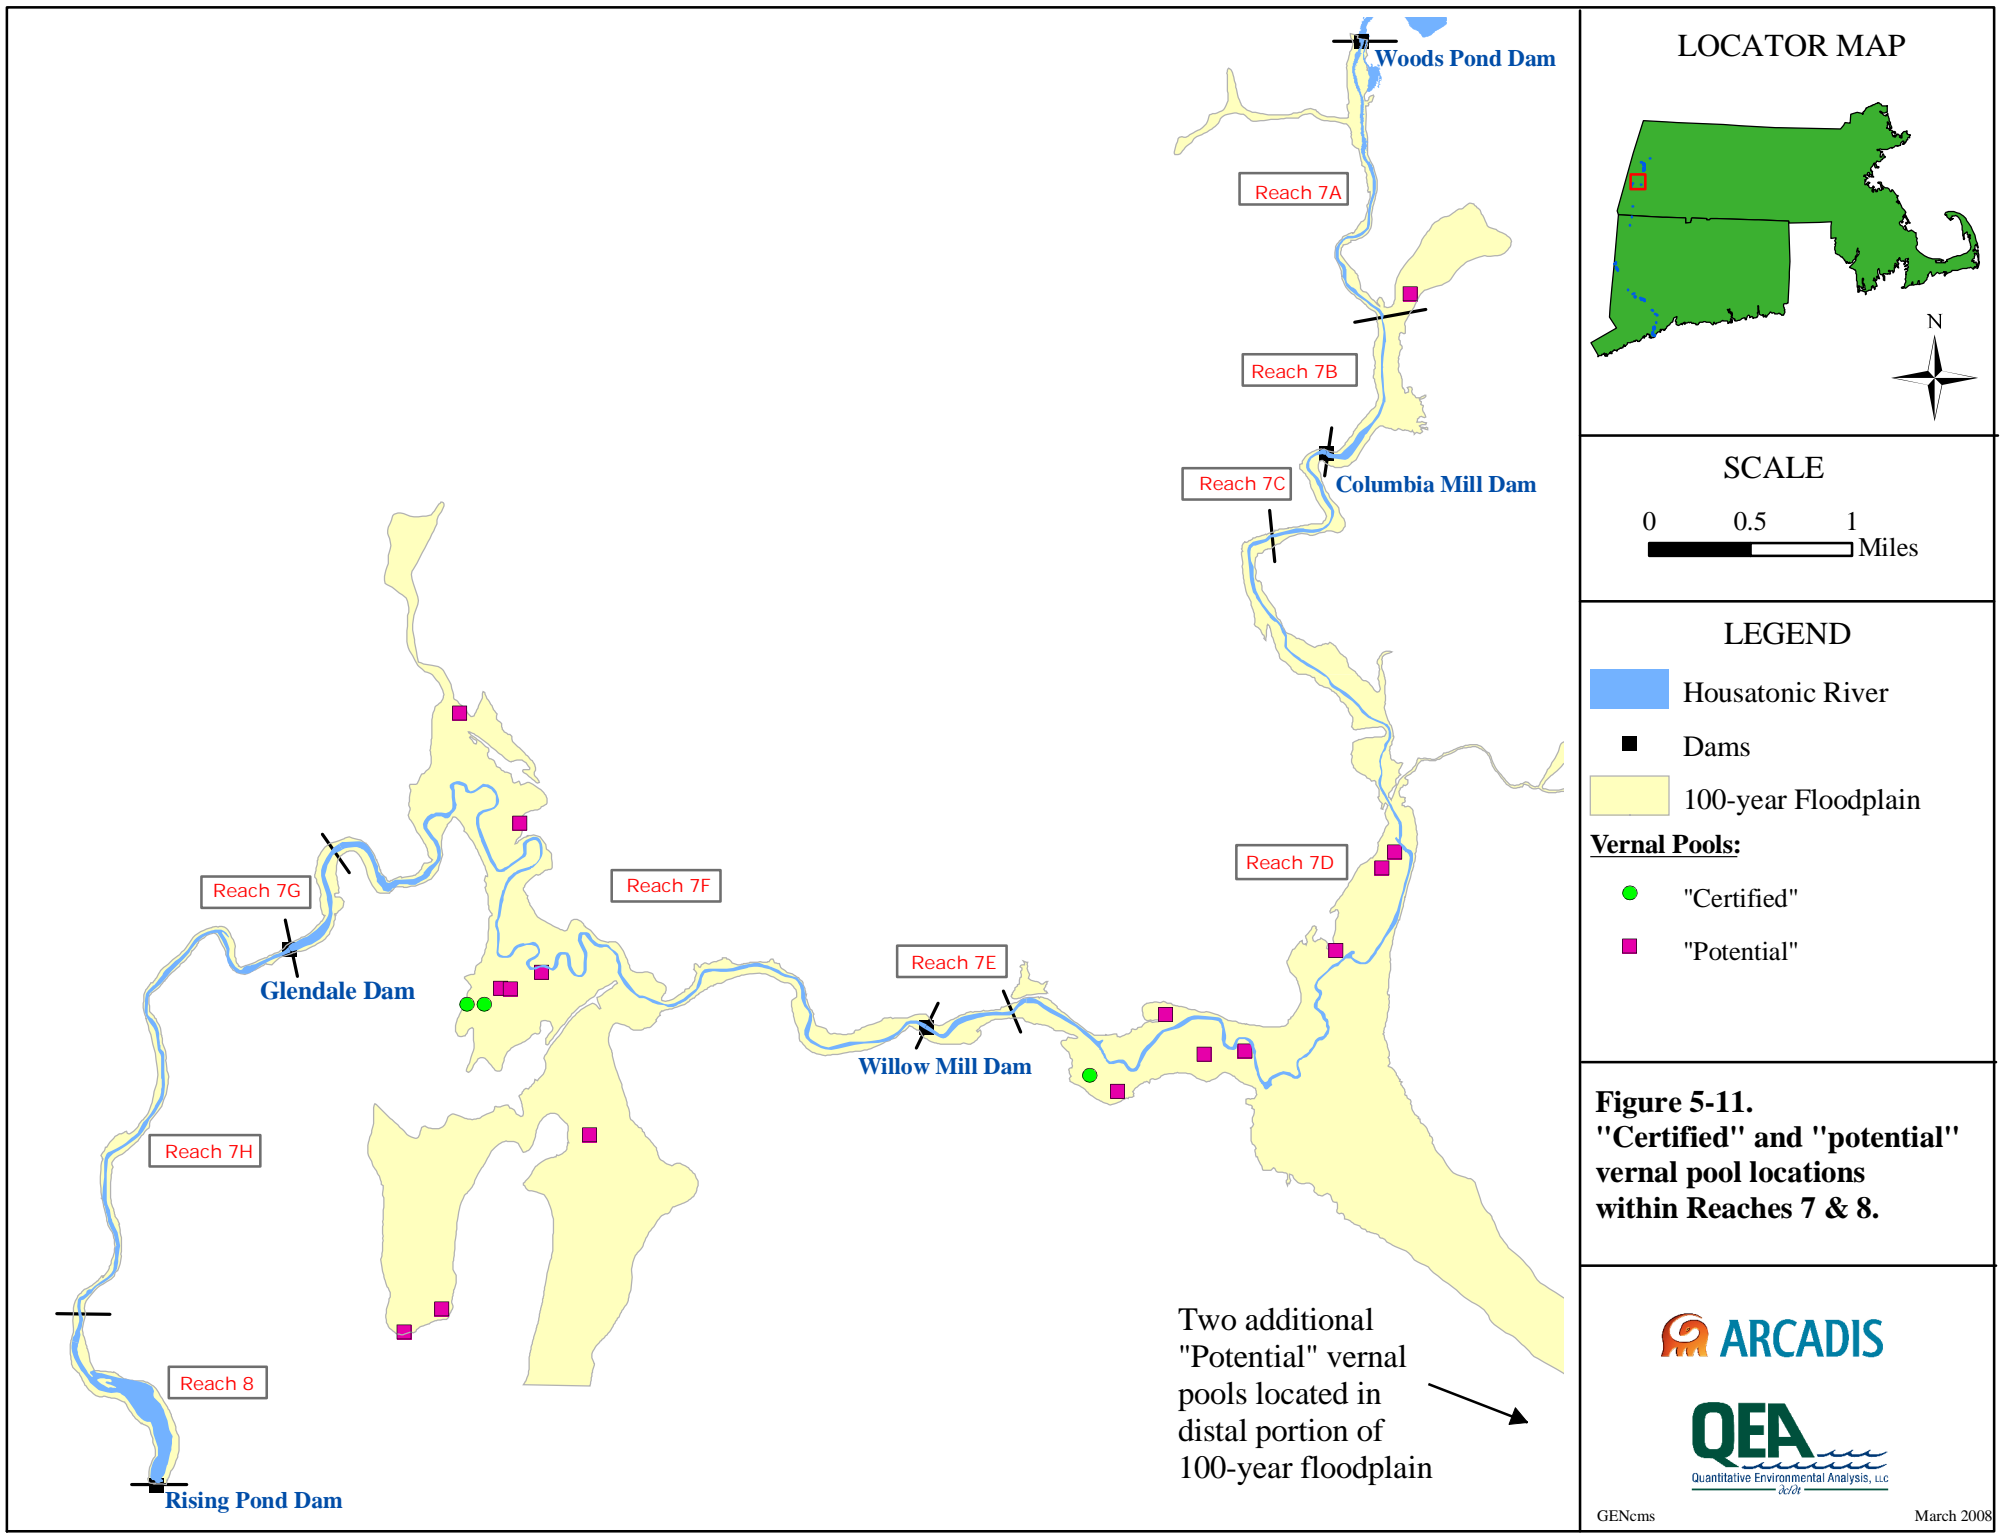 Woods Pond Dam
Reach 7A
Reach 7B
Reach 7C
Columbia Mill Dam
Reach 7D
Reach 7F
Reach 7G
Glendale Dam
Reach 7E
Willow Mill Dam
Reach 7H
Reach 8
Rising Pond Dam
Two additional
"Potential" vernal
pools located in
distal portion of
100-year floodplain
LOCATOR MAP
N
SCALE
0 0.5 1
Miles
LEGEND
Housatonic River
Dams
100-year Floodplain
Vernal Pools:
"Certified"
"Potential"
Figure 5-11.
"Certified" and "potential"
vernal pool locations
within Reaches 7 & 8.
ARCADIS
QEA
Quantitative Environmental Analysis, LLC
∂c/∂t
GENcms March 2008